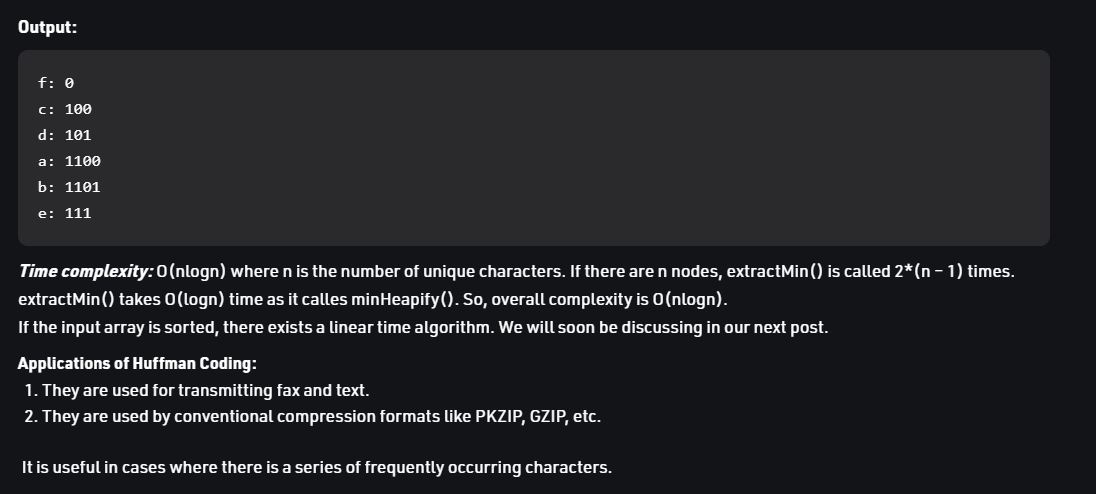 Output:
f: 0
c: 100
d: 101
a: 1100
b: 1101
e: 111
Time complexity: O(nlogn) where n is the number of unique characters. If there are n nodes, extractMin() is called 2*(n – 1) times.
extractMin() takes O(logn) time as it calles minHeapify(). So, overall complexity is O(nlogn).
If the input array is sorted, there exists a linear time algorithm. We will soon be discussing in our next post.
Applications of Huffman Coding:
1. They are used for transmitting fax and text.
2. They are used by conventional compression formats like PKZIP, GZIP, etc.
It is useful in cases where there is a series of frequently occurring characters.